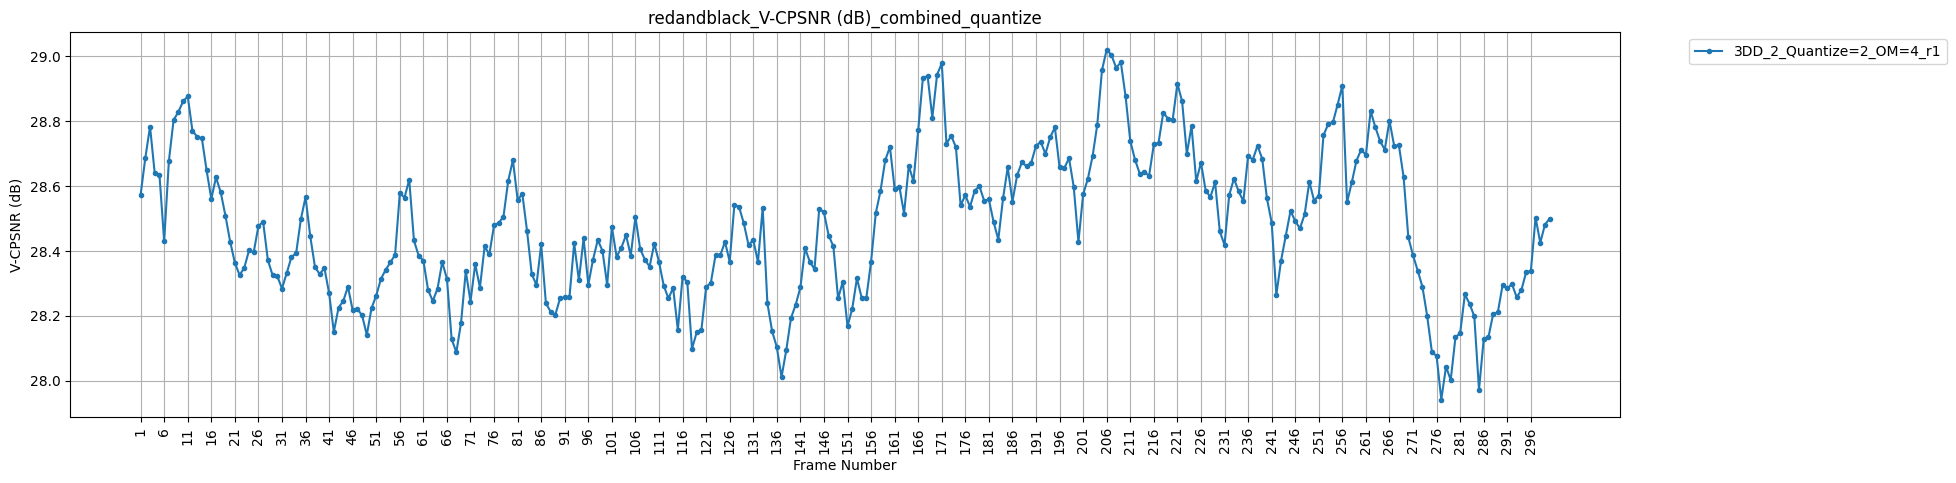 redandblack_V-CPSNR (dB)_combined_quantize
3DD_2_Quantize=2_OM=4_r1
V-CPSNR (dB)
29.0
28.8
28.6
28.4
28.2
28.0
1 6 11 16 21 26 31 36 41 46 51 56 61 66 71 76 81 86 91 96 101 106 111 116 121 126 131 136 141 146 151 156 161 166 171 176 181 186 191 196 201 206 211 216 221 226 231 236 241 246 251 256 261 266 271 276 281 286 291 296
Frame Number